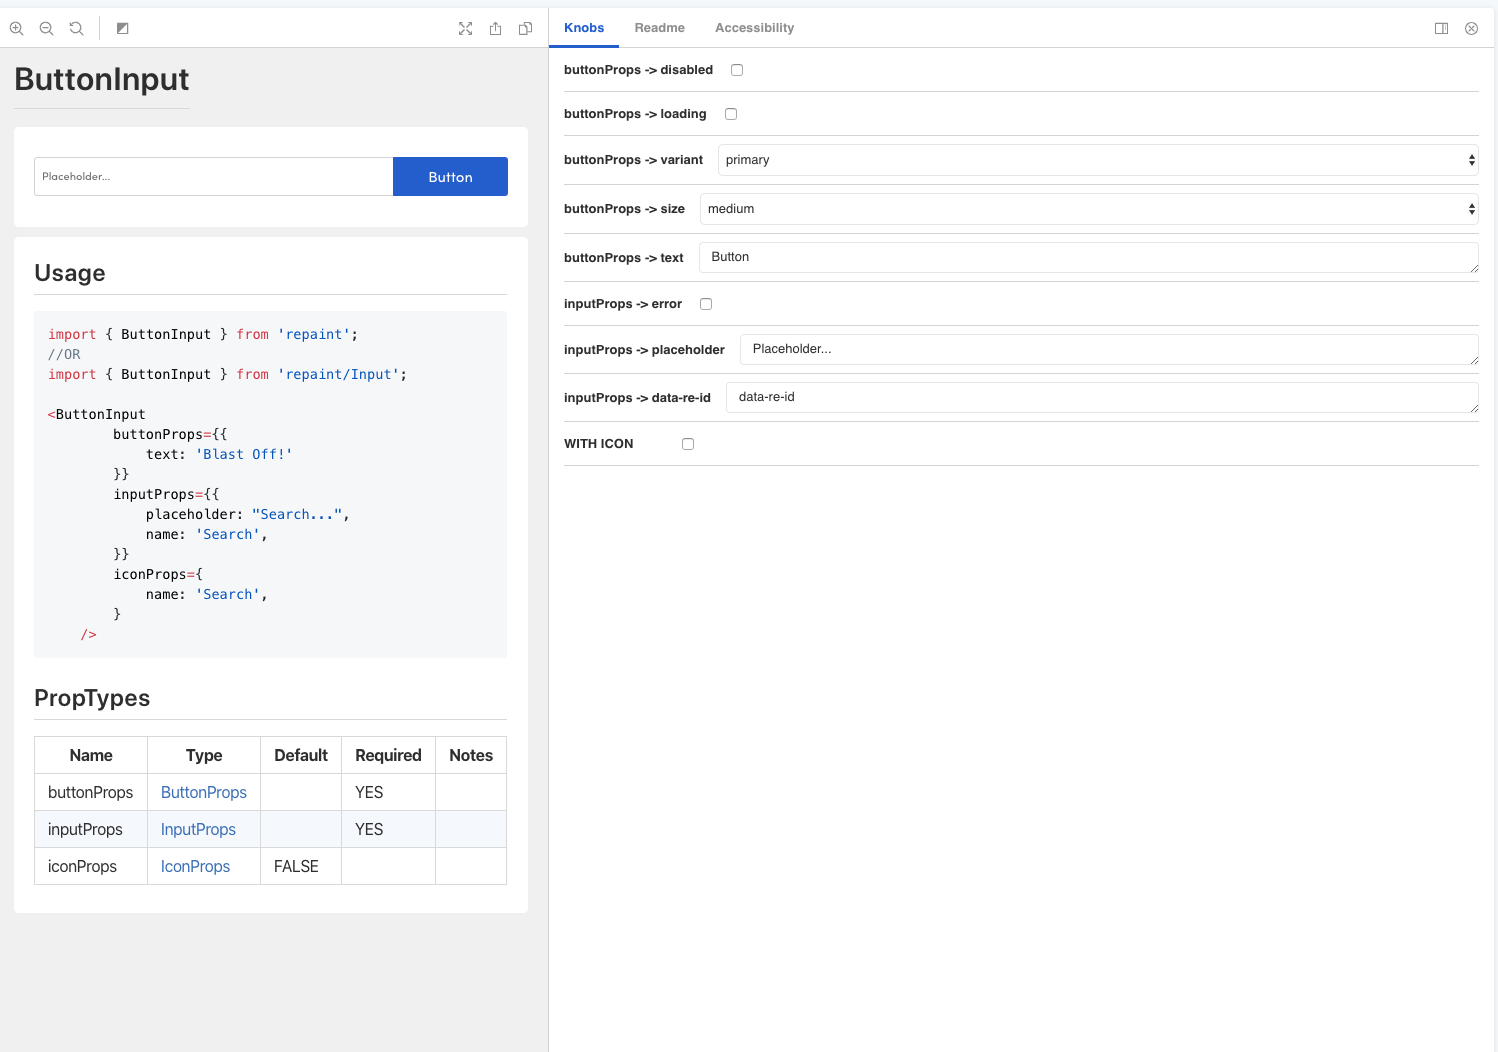 ButtonInput
Placeholder...
Button
Usage
import { ButtonInput } from 'repaint';
//OR
import { ButtonInput } from 'repaint/Input';
<ButtonInput
        buttonProps={{
            text: 'Blast Off!'
        }}
        inputProps={{
            placeholder: "Search...",
            name: 'Search',
        }}
        iconProps={
            name: 'Search',
        }
    />
PropTypes
Name Type Default Required Notes
buttonProps ButtonProps YES
inputProps InputProps YES
iconProps IconProps FALSE
Knobs Readme Accessibility
buttonProps -> disabled
buttonProps -> loading
buttonProps -> variant primary
buttonProps -> size medium
buttonProps -> text Button
inputProps -> error
inputProps -> placeholder Placeholder...
inputProps -> data-re-id data-re-id
WITH ICON